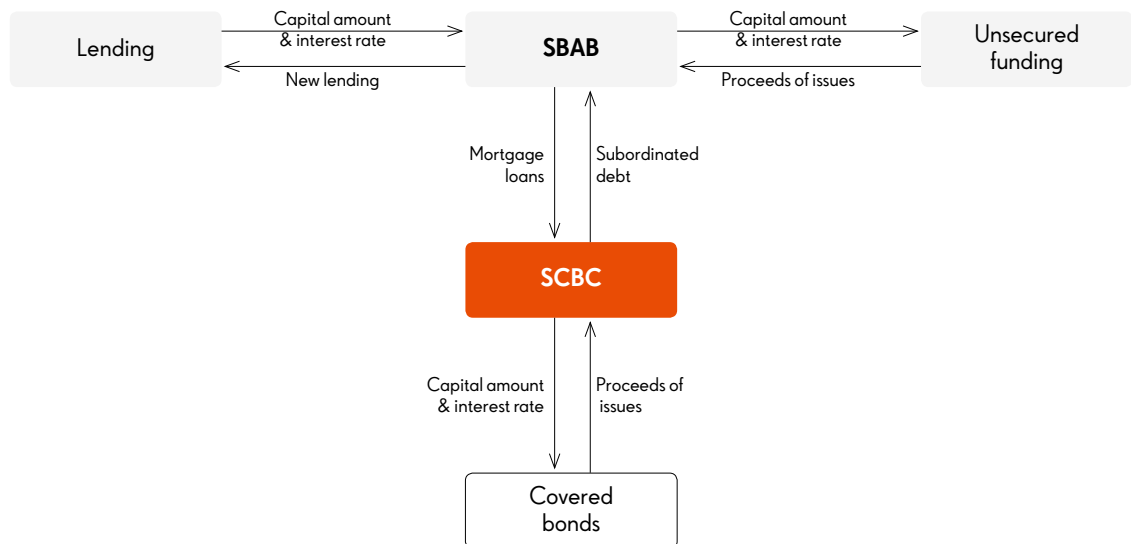 Capital amount
& interest rate
Capital amount
& interest rate
Lending
SBAB
Unsecured
funding
New lending
Proceeds of issues
Mortgage
loans
Subordinated
debt
SCBC
Capital amount
& interest rate
Proceeds of
issues
Covered
bonds